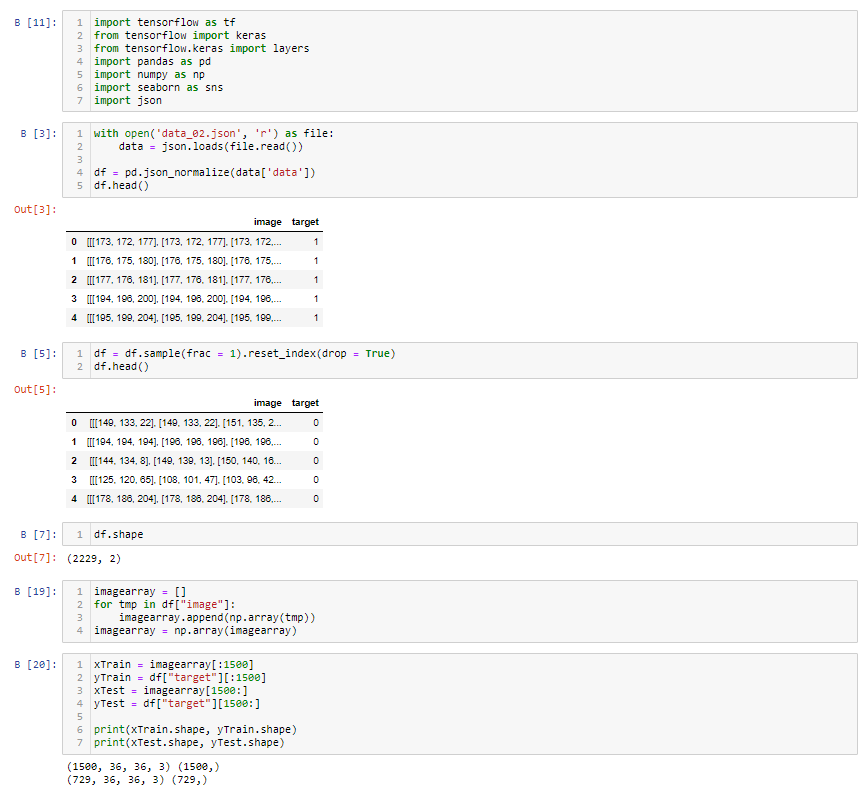 B [11]:
1 import tensorflow as tf
2 from tensorflow import keras
3 from tensorflow.keras import layers
4 import pandas as pd
5 import numpy as np
6 import seaborn as sns
7 import json
B [3]:
1 with open('data_02.json', 'r') as file:
2     data = json.loads(file.read())
3
4 df = pd.json_normalize(data['data'])
5 df.head()
Out[3]:
image target
0 [[[173, 172, 177], [173, 172, 177], [173, 172,... 1
1 [[[176, 175, 180], [176, 175, 180], [176, 175,... 1
2 [[[177, 176, 181], [177, 176, 181], [177, 176,... 1
3 [[[194, 196, 200], [194, 196, 200], [194, 196,... 1
4 [[[195, 199, 204], [195, 199, 204], [195, 199,... 1
B [5]:
1 df = df.sample(frac = 1).reset_index(drop = True)
2 df.head()
Out[5]:
image target
0 [[[149, 133, 22], [149, 133, 22], [151, 135, 2... 0
1 [[[194, 194, 194], [196, 196, 196], [196, 196,... 0
2 [[[144, 134, 8], [149, 139, 13], [150, 140, 16... 0
3 [[[125, 120, 65], [108, 101, 47], [103, 96, 42... 0
4 [[[178, 186, 204], [178, 186, 204], [178, 186,... 0
B [7]:
1 df.shape
Out[7]: (2229, 2)
B [19]:
1 imagearray = []
2 for tmp in df["image"]:
3     imagearray.append(np.array(tmp))
4 imagearray = np.array(imagearray)
B [20]:
1 xTrain = imagearray[:1500]
2 yTrain = df["target"][:1500]
3 xTest = imagearray[1500:]
4 yTest = df["target"][1500:]
5
6 print(xTrain.shape, yTrain.shape)
7 print(xTest.shape, yTest.shape)
(1500, 36, 36, 3) (1500,)
(729, 36, 36, 3) (729,)